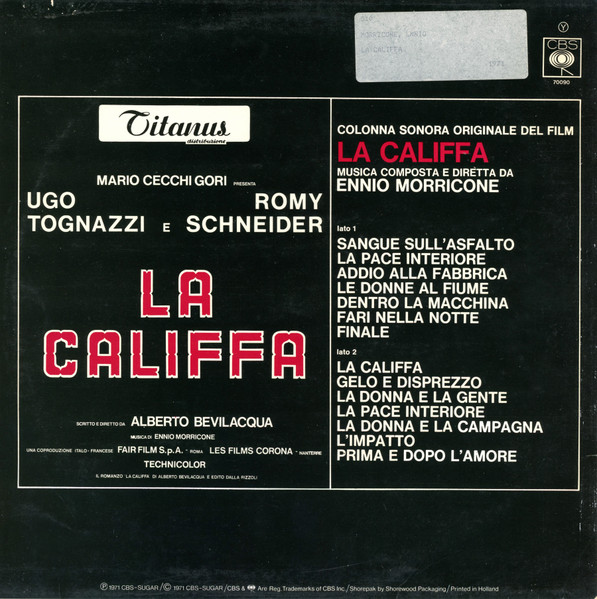 MORRICONE, ENNIO
LA CALIFFA
1971
Y
CBS
70090
Titanus
distribuzione
MARIO CECCHI GORI PRESENTA
UGO ROMY
TOGNAZZI E SCHNEIDER
LA
CALIFFA
SCRITTO E DIRETTO DA ALBERTO BEVILACQUA
MUSICA DI ENNIO MORRICONE
UNA COPRODUZIONE ITALO - FRANCESE FAIR FILM S.p.A. - ROMA LES FILMS CORONA - NANTERRE
TECHNICOLOR
IL ROMANZO LA CALIFFA DI ALBERTO BEVILACQUA E EDITO DALLA RIZZOLI
COLONNA SONORA ORIGINALE DEL FILM
LA CALIFFA
MUSICA COMPOSTA E DIRETTA DA
ENNIO MORRICONE
lato 1
SANGUE SULL'ASFALTO
LA PACE INTERIORE
ADDIO ALLA FABBRICA
LE DONNE AL FIUME
DENTRO LA MACCHINA
FARI NELLA NOTTE
FINALE
lato 2
LA CALIFFA
GELO E DISPREZZO
LA DONNA E LA GENTE
LA PACE INTERIORE
LA DONNA E LA CAMPAGNA
L'IMPATTO
PRIMA E DOPO L'AMORE
Ⓟ 1971 CBS-SUGAR / © 1971 CBS-SUGAR / CBS & Are Reg. Trademarks of CBS Inc. / Shorepak by Shorewood Packaging / Printed in Holland